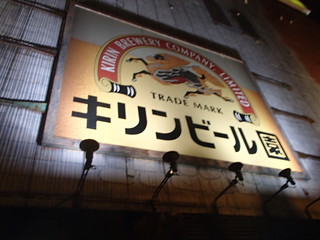 KIRIN BREWERY COMPANY, LIMITED
TRADE MARK
キリンビール